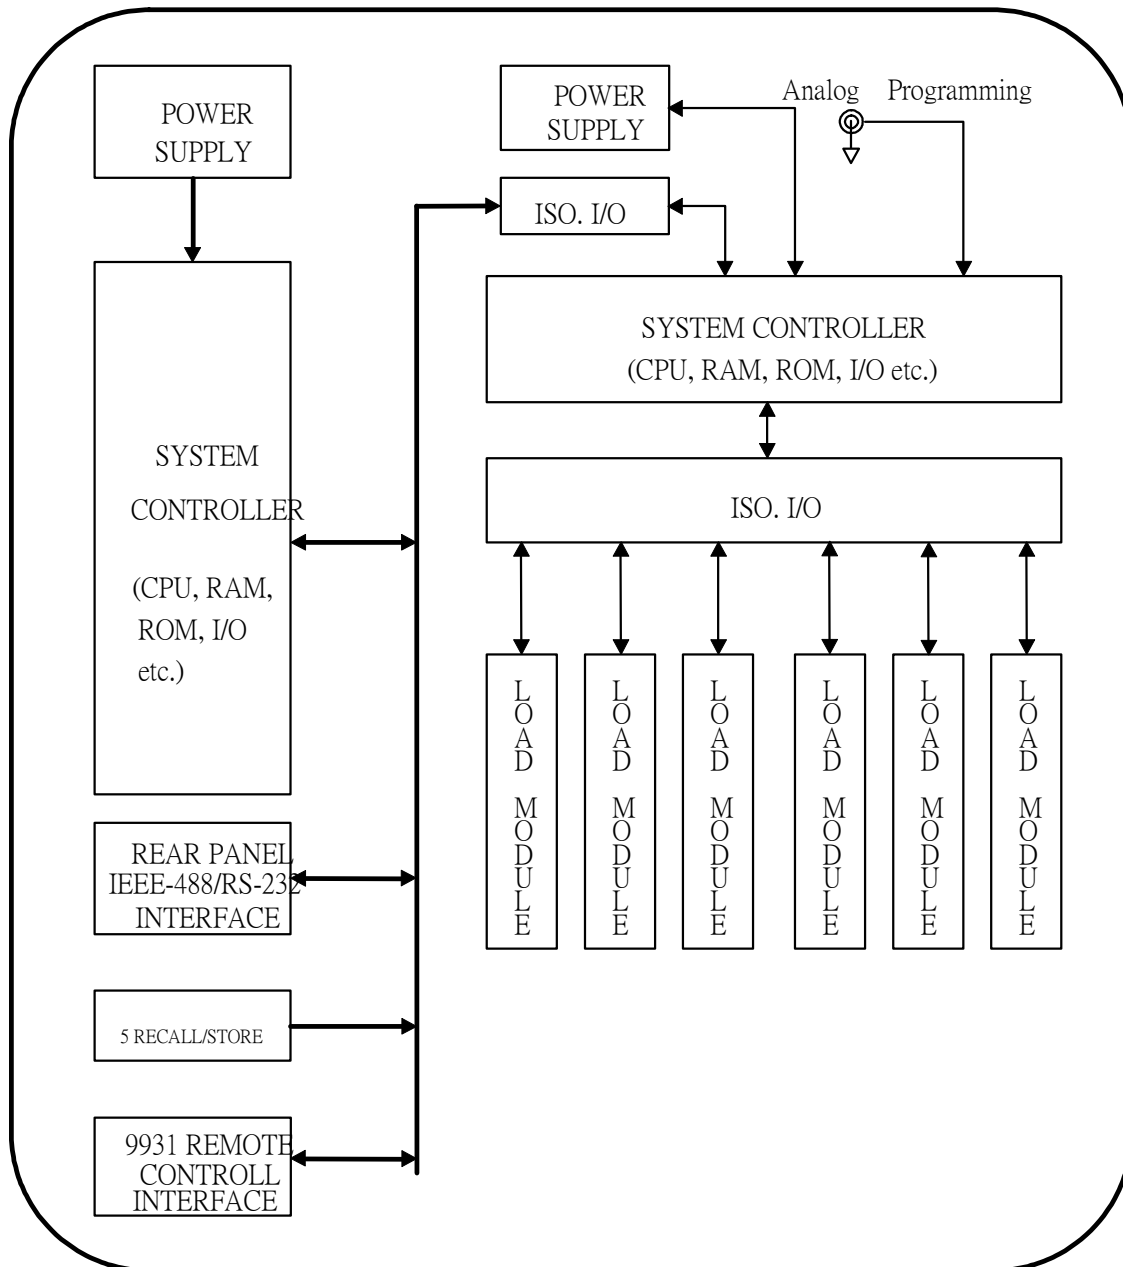 POWER
SUPPLY
POWER
SUPPLY
Analog Programming
ISO. I/O
SYSTEM CONTROLLER
(CPU, RAM, ROM, I/O etc.)
SYSTEM
CONTROLLER
(CPU, RAM,
ROM, I/O
etc.)
ISO. I/O
LOAD MODULE
LOAD MODULE
LOAD MODULE
LOAD MODULE
LOAD MODULE
LOAD MODULE
REAR PANEL
IEEE-488/RS-232
INTERFACE
5 RECALL/STORE
9931 REMOTE
CONTROLL
INTERFACE